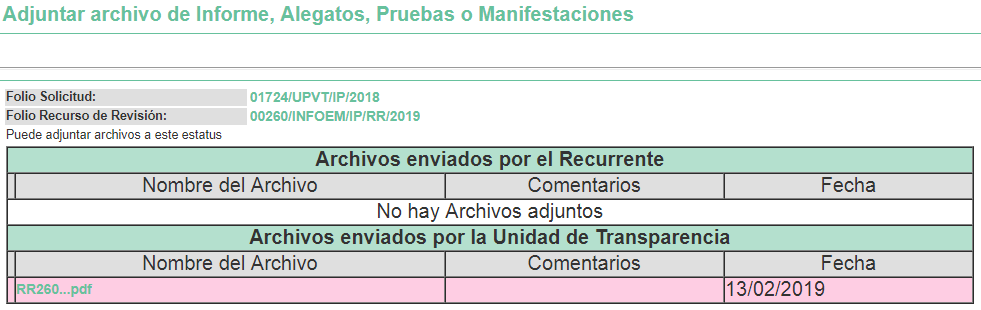 Adjuntar archivo de Informe, Alegatos, Pruebas o Manifestaciones
Folio Solicitud: 01724/UPVT/IP/2018
Folio Recurso de Revisión: 00260/INFOEM/IP/RR/2019
Puede adjuntar archivos a este estatus
Archivos enviados por el Recurrente
Nombre del Archivo Comentarios Fecha
No hay Archivos adjuntos
Archivos enviados por la Unidad de Transparencia
Nombre del Archivo Comentarios Fecha
RR260...pdf 13/02/2019